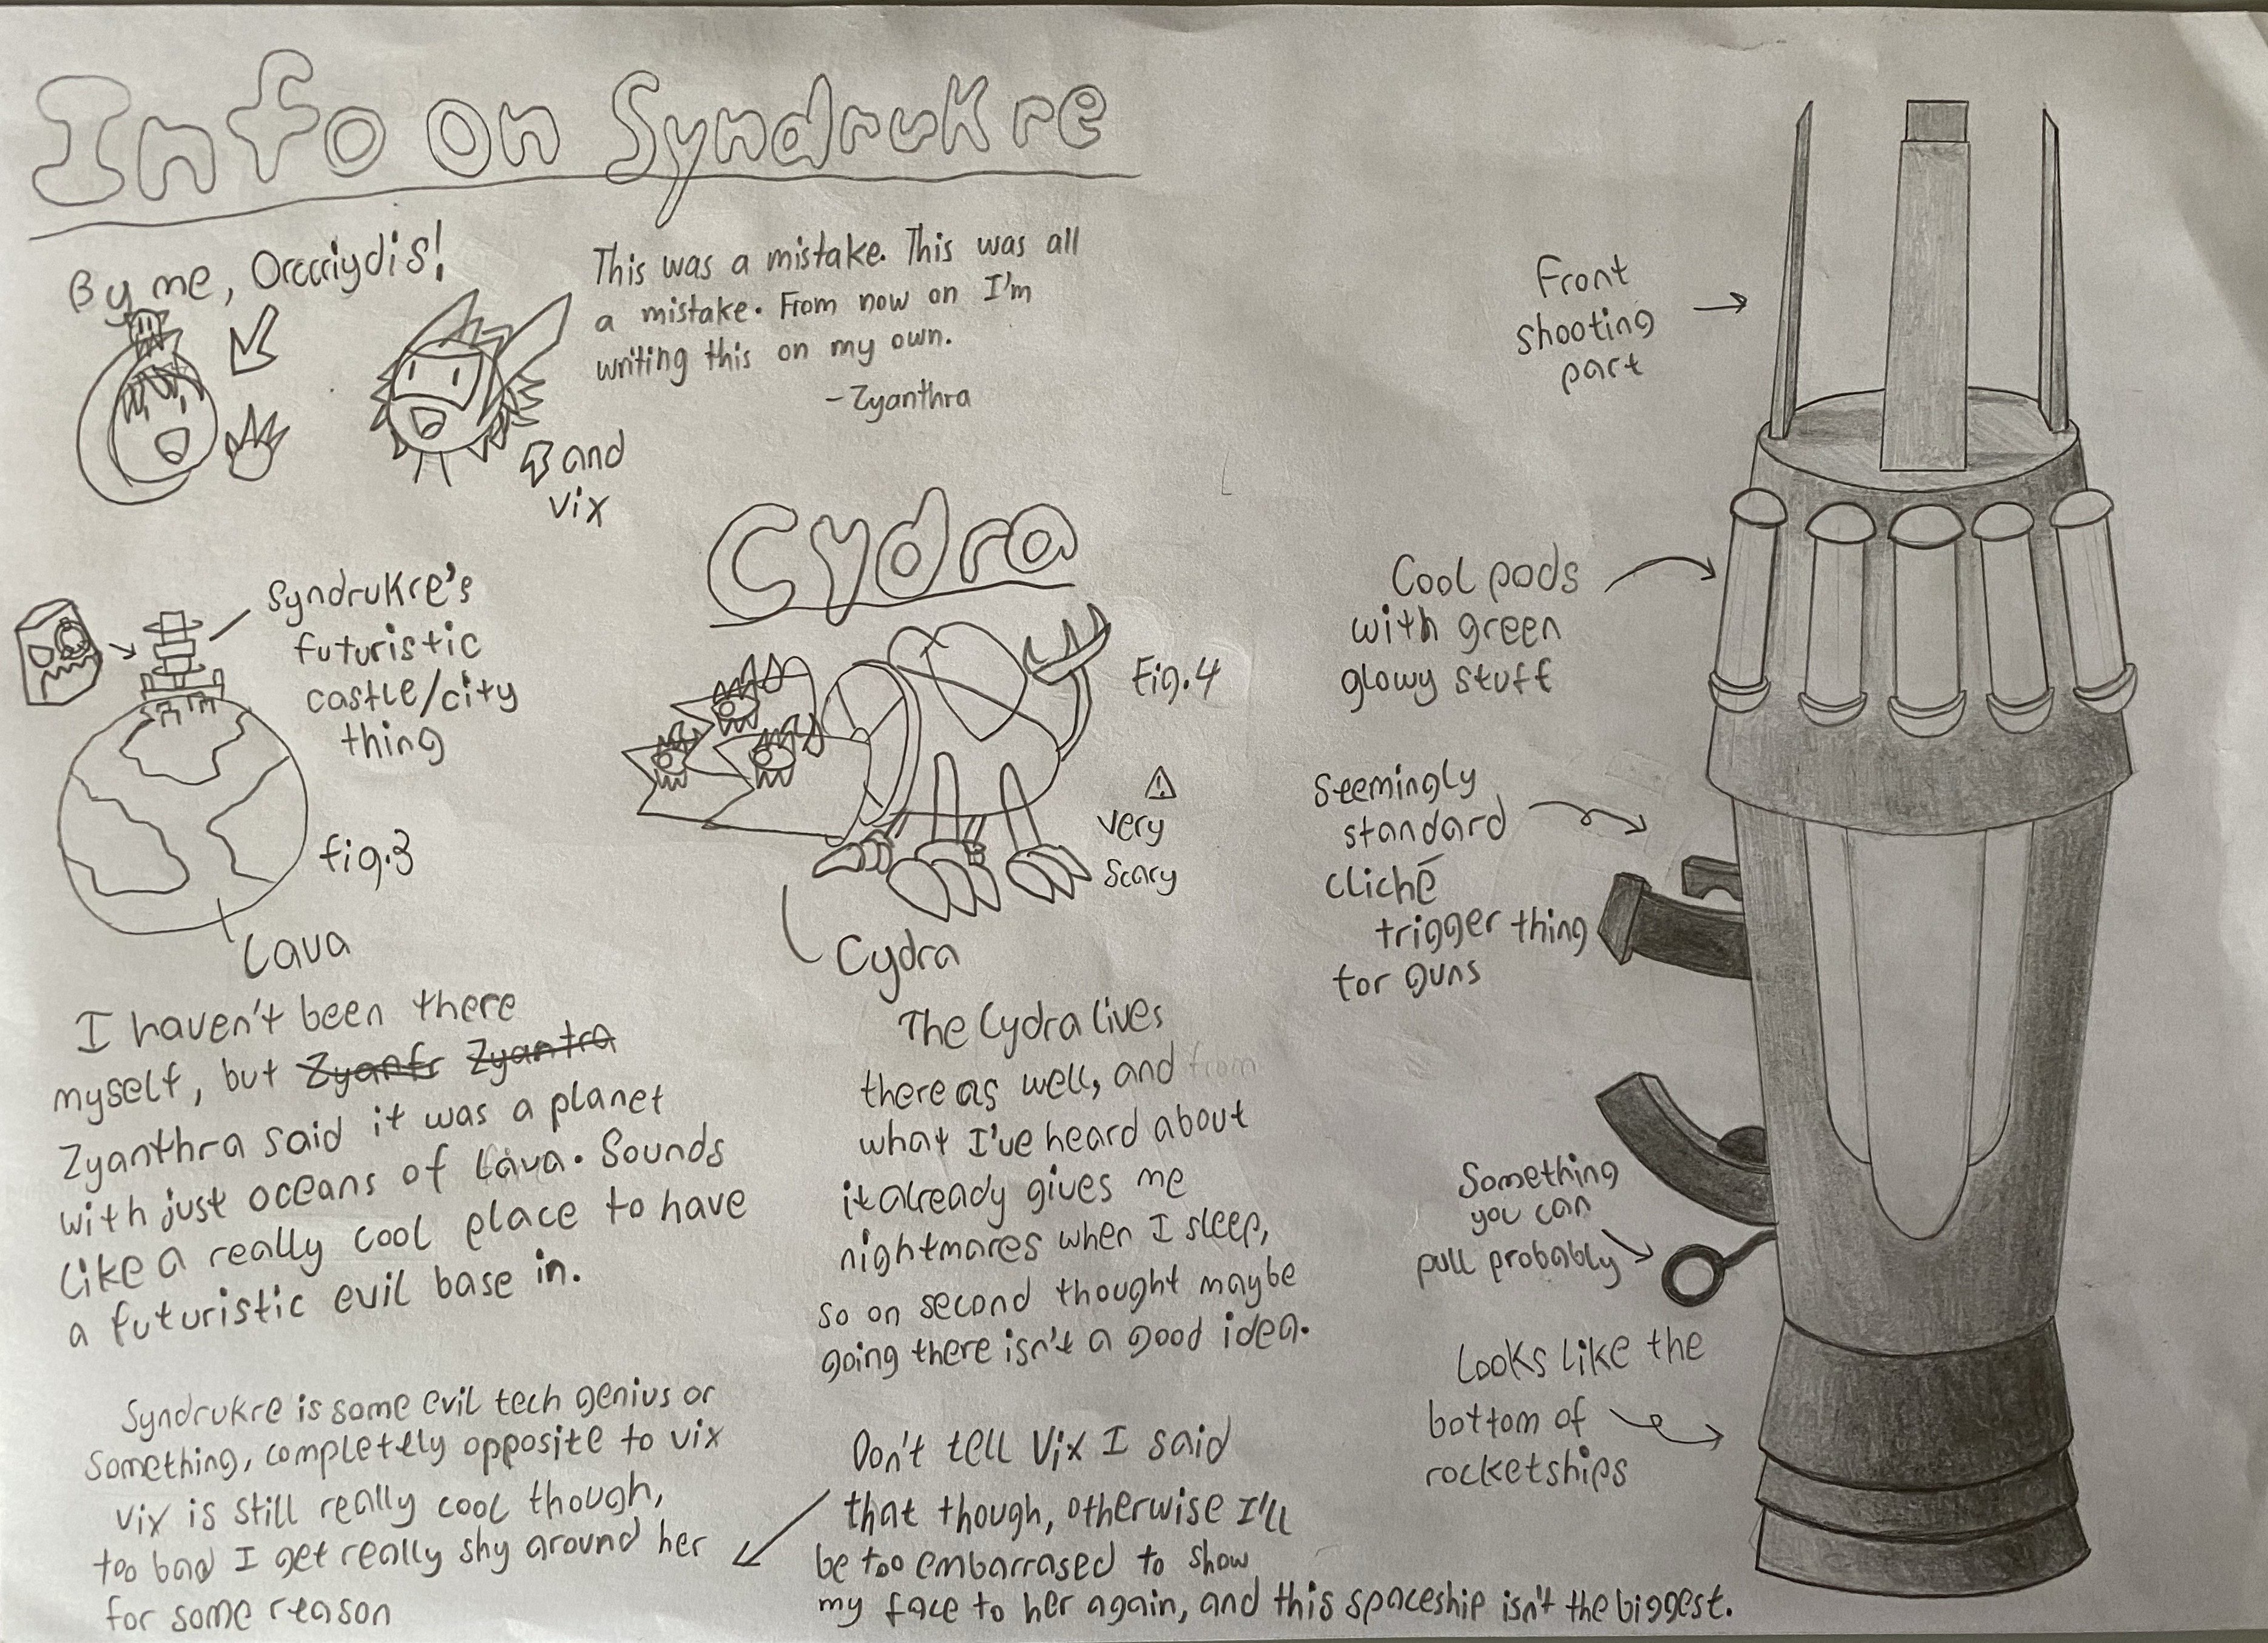 Info on Syndrukre
By me, Orccriydis!
and
vix
This was a mistake. This was all
a mistake. From now on I'm
writing this on my own.
-Zyanthra
Syndrukre's
futuristic
castle/city
thing
fig.3
Lava
I haven't been there
myself, but Zyanfr Zyantra
Zyanthra said it was a planet
with just oceans of lava. Sounds
like a really cool place to have
a futuristic evil base in.
Syndrukre is some evil tech genius or
something, completely opposite to vix
vix is still really cool though,
too bad I get really shy around her
for some reason
Cydra
Fig.4
very
scary
Cydra
The Cydra lives
there as well, and from
what I've heard about
it already gives me
nightmares when I sleep,
so on second thought maybe
going there isn't a good idea.
Don't tell Vix I said
that though, otherwise I'll
be too embarrased to show
my face to her again, and this spaceship isn't the biggest.
Front
shooting
part
Cool pods
with green
glowy stuff
Seemingly
standard
cliché
trigger thing
for guns
Something
you can
pull probably
Looks like the
bottom of
rocketships